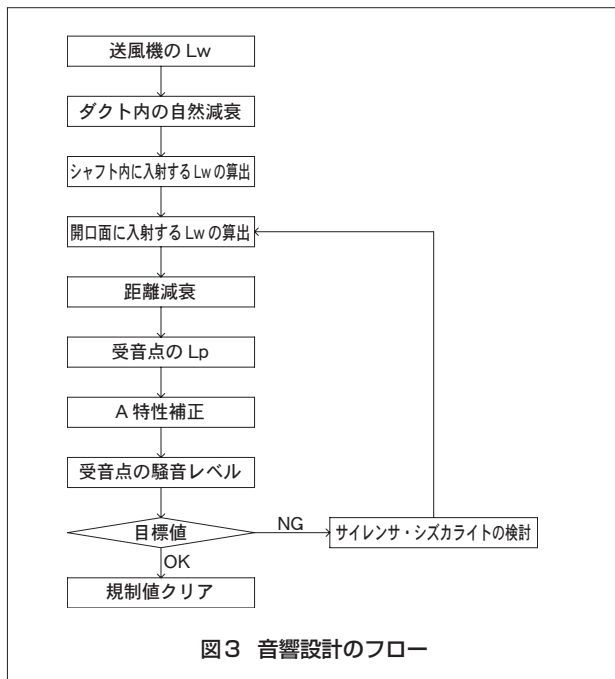 送風機の Lw
ダクト内の自然減衰
シャフト内に入射する Lw の算出
開口面に入射する Lw の算出
距離減衰
受音点の Lp
A 特性補正
受音点の騒音レベル
目標値
NG
サイレンサ・シズカライトの検討
OK
規制値クリア
図3 音響設計のフロー